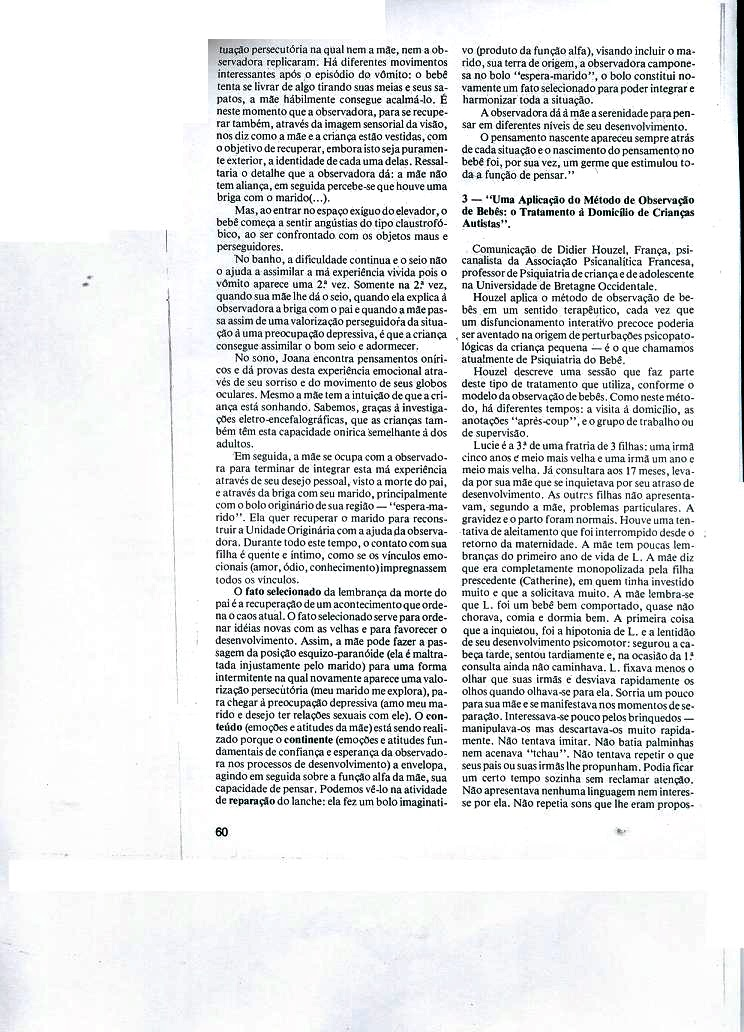 tuação persecutória na qual nem a mãe, nem a ob-
servadora replicaram. Há diferentes movimentos
interessantes após o episódio do vômito: o bebê
tenta se livrar de algo tirando suas meias e seus sa-
patos, a mãe hábilmente consegue acalmá-lo. É
neste momento que a observadora, para se recupe-
rar também, através da imagem sensorial da visão,
nos diz como a mãe e a criança estão vestidas, com
o objetivo de recuperar, embora isto seja puramen-
te exterior, a identidade de cada uma delas. Ressal-
taria o detalhe que a observadora dá: a mãe não
tem aliança, em seguida percebe-se que houve uma
briga com o marido(...).
Mas, ao entrar no espaço exíguo do elevador, o
bebê começa a sentir angústias do tipo claustrofó-
bico, ao ser confrontado com os objetos maus e
perseguidores.
No banho, a dificuldade continua e o seio não
o ajuda a assimilar a má experiência vivida pois o
vômito aparece uma 2.ª vez. Somente na 2.ª vez,
quando sua mãe lhe dá o seio, quando ela explica à
observadora a briga com o pai e quando a mãe pas-
sa assim de uma valorização perseguidora da situa-
ção à uma preocupação depressiva, é que a criança
consegue assimilar o bom seio e adormecer.
No sono, Joana encontra pensamentos oníri-
cos e dá provas desta experiência emocional atra-
vés de seu sorriso e do movimento de seus globos
oculares. Mesmo a mãe tem a intuição de que a cri-
ança está sonhando. Sabemos, graças à investiga-
ções eletro-encefalográficas, que as crianças tam-
bém têm esta capacidade onírica semelhante à dos
adultos.
Em seguida, a mãe se ocupa com a observado-
ra para terminar de integrar esta má experiência
através de seu desejo pessoal, visto a morte do pai,
e através da briga com seu marido, principalmente
com o bolo originário de sua região — "espera-ma-
rido". Ela quer recuperar o marido para recons-
truir a Unidade Originária com a ajuda da observa-
dora. Durante todo este tempo, o contato com sua
filha é quente e íntimo, como se os vínculos emo-
cionais (amor, ódio, conhecimento) impregnassem
todos os vínculos.
O fato selecionado da lembrança da morte do
pai é a recuperação de um acontecimento que orde-
na o caos atual. O fato selecionado serve para orde-
nar idéias novas com as velhas e para favorecer o
desenvolvimento. Assim, a mãe pode fazer a pas-
sagem da posição esquizo-paranóide (ela é maltra-
tada injustamente pelo marido) para uma forma
intermitente na qual novamente aparece uma valo-
rização persecutória (meu marido me explora), pa-
ra chegar à preocupação depressiva (amo meu ma-
rido e desejo ter relações sexuais com ele). O con-
teúdo (emoções e atitudes da mãe) está sendo reali-
zado porque o continente (emoções e atitudes fun-
damentais de confiança e esperança da observado-
ra nos processos de desenvolvimento) a envelopa,
agindo em seguida sobre a função alfa da mãe, sua
capacidade de pensar. Podemos vê-lo na atividade
de reparação do lanche: ela fez um bolo imaginati-
60
vo (produto da função alfa), visando incluir o ma-
rido, sua terra de origem, a observadora campone-
sa no bolo "espera-marido", o bolo constitui no-
vamente um fato selecionado para poder integrar e
harmonizar toda a situação.
A observadora dá à mãe a serenidade para pen-
sar em diferentes níveis de seu desenvolvimento.
O pensamento nascente apareceu sempre atrás
de cada situação e o nascimento do pensamento no
bebê foi, por sua vez, um germe que estimulou to-
da a função de pensar."
3 — "Uma Aplicação do Método de Observação
de Bebês: o Tratamento à Domicílio de Crianças
Autistas".
Comunicação de Didier Houzel, França, psi-
canalista da Associação Psicanalítica Francesa,
professor de Psiquiatria de criança e de adolescente
na Universidade de Bretagne Occidentale.
Houzel aplica o método de observação de be-
bês em um sentido terapêutico, cada vez que
um disfuncionamento interativo precoce poderia
ser aventado na origem de perturbações psicopato-
lógicas da criança pequena — é o que chamamos
atualmente de Psiquiatria do Bebê.
Houzel descreve uma sessão que faz parte
deste tipo de tratamento que utiliza, conforme o
modelo da observação de bebês. Como neste méto-
do, há diferentes tempos: a visita à domicílio, as
anotações "après-coup", e o grupo de trabalho ou
de supervisão.
Lucie é a 3.ª de uma fratria de 3 filhas: uma irmã
cinco anos e meio mais velha e uma irmã um ano e
meio mais velha. Já consultara aos 17 meses, leva-
da por sua mãe que se inquietava por seu atraso de
desenvolvimento. As outras filhas não apresenta-
vam, segundo a mãe, problemas particulares. A
gravidez e o parto foram normais. Houve uma ten-
tativa de aleitamento que foi interrompido desde o
retorno da maternidade. A mãe tem poucas lem-
branças do primeiro ano de vida de L. A mãe diz
que era completamente monopolizada pela filha
prescedente (Catherine), em quem tinha investido
muito e que a solicitava muito. A mãe lembra-se
que L. foi um bebê bem comportado, quase não
chorava, comia e dormia bem. A primeira coisa
que a inquietou, foi a hipotonia de L. e a lentidão
de seu desenvolvimento psicomotor: segurou a ca-
beça tarde, sentou tardiamente e, na ocasião da 1.ª
consulta ainda não caminhava. L. fixava menos o
olhar que suas irmãs e desviava rapidamente os
olhos quando olhava-se para ela. Sorria um pouco
para sua mãe e se manifestava nos momentos de se-
paração. Interessava-se pouco pelos brinquedos —
manipulava-os mas descartava-os muito rapida-
mente. Não tentava imitar. Não batia palminhas
nem acenava "tchau". Não tentava repetir o que
seus pais ou suas irmãs lhe propunham. Podia ficar
um certo tempo sozinha sem reclamar atenção.
Não apresentava nenhuma linguagem nem interes-
se por ela. Não repetia sons que lhe eram propos-